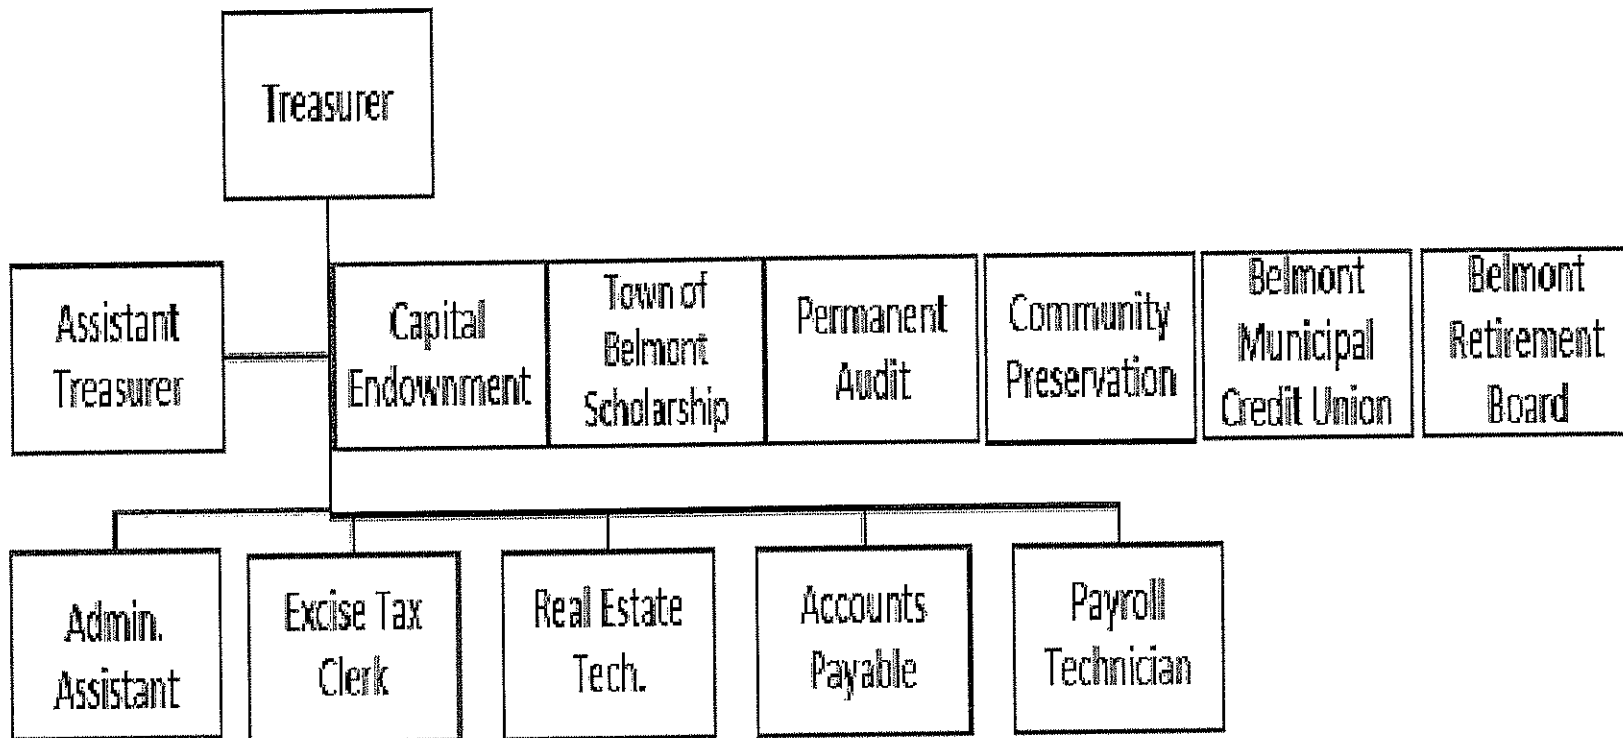 Treasurer
Assistant
Treasurer
Capital
Endownment
Town of
Belmont
Scholarship
Permanent
Audit
Community
Preservation
Belmont
Municipal
Credit Union
Belmont
Retirement
Board
Admin.
Assistant
Excise Tax
Clerk
Real Estate
Tech.
Accounts
Payable
Payroll
Technician